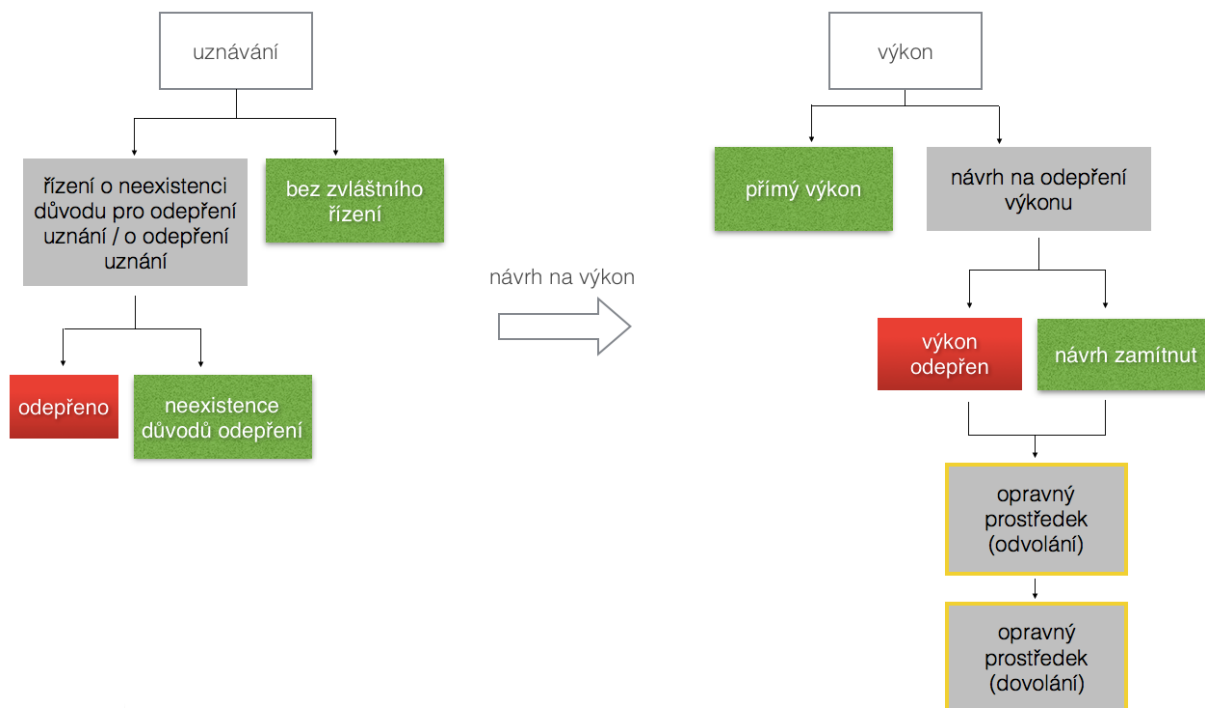 uznávání
řízení o neexistenci
důvodu pro odepření
uznání / o odepření
uznání
bez zvláštního
řízení
odepřeno
neexistence
důvodů odepření
návrh na výkon
výkon
přímý výkon
návrh na odepření
výkonu
výkon
odepřen
návrh zamítnut
opravný
prostředek
(odvolání)
opravný
prostředek
(dovolání)